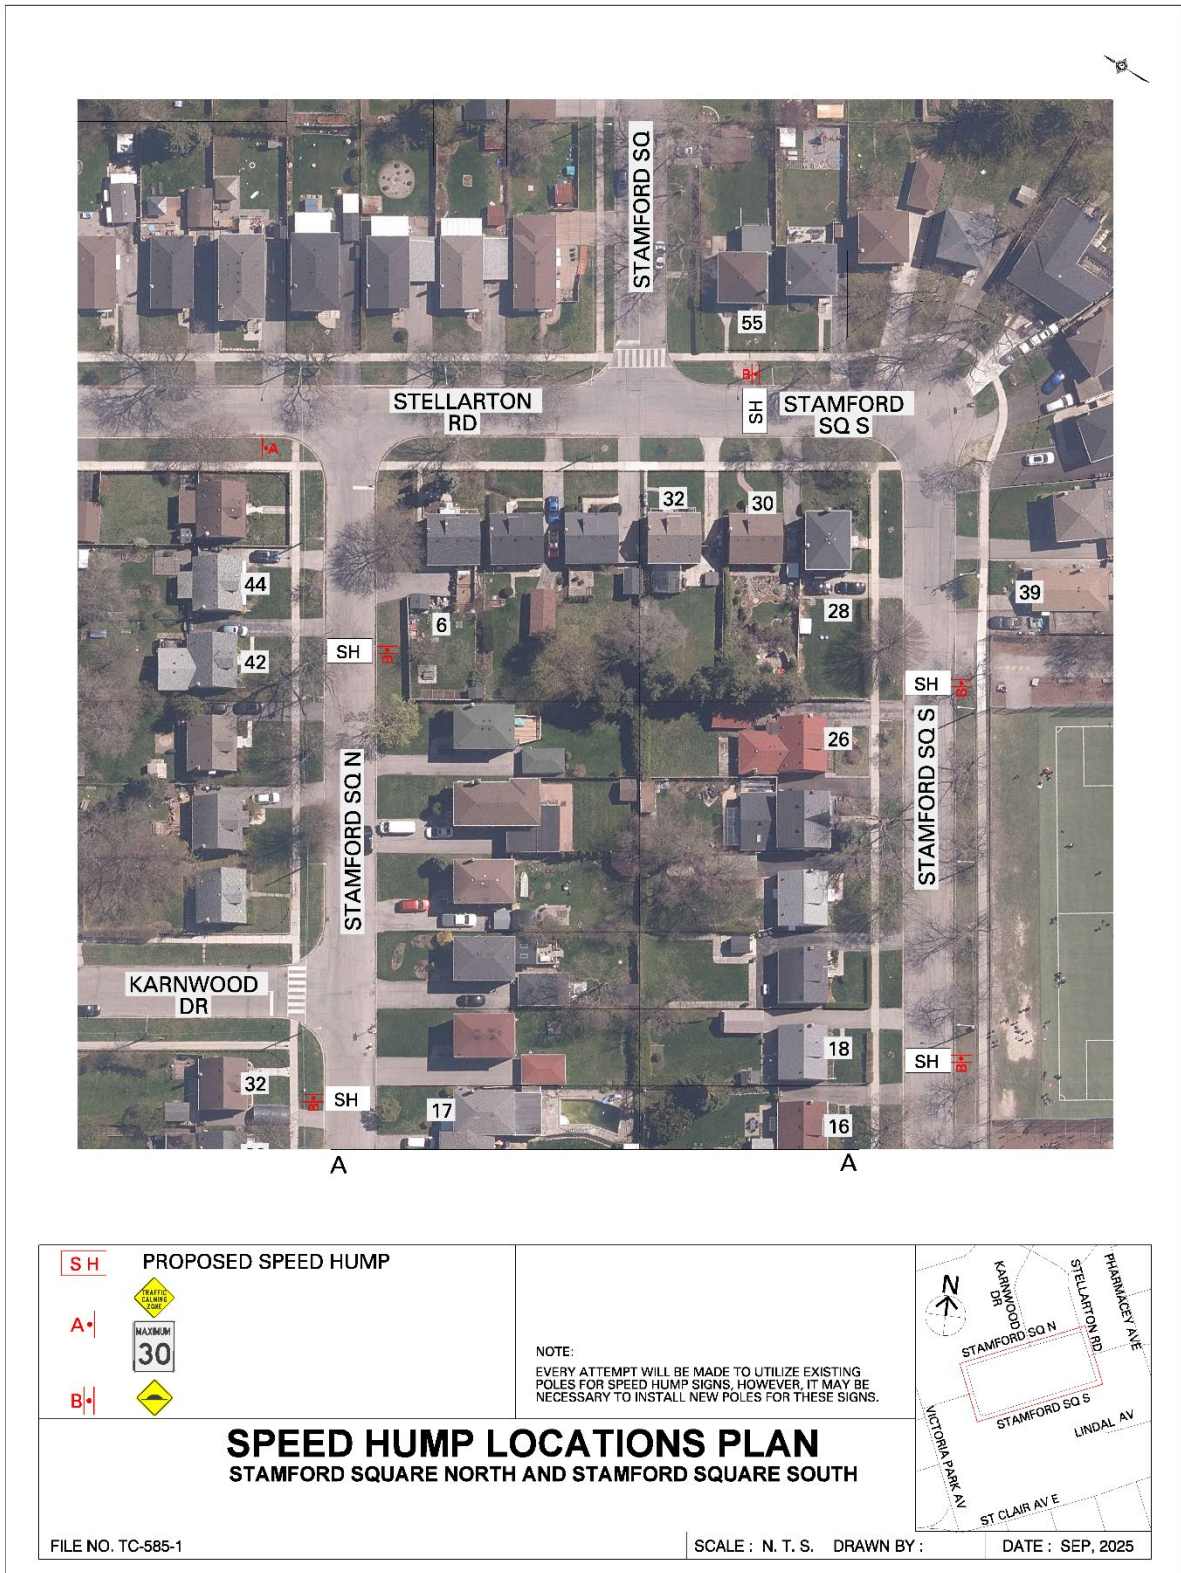 STAMFORD SQ
55
B
SH
STELLARTON
RD
STAMFORD
SQ S
A
32
30
44
6
28
39
42
SH
B
SH
B
26
STAMFORD SQ N
STAMFORD SQ S
KARNWOOD
DR
18
SH
B
32
B
SH
17
16
A
A
S H
PROPOSED SPEED HUMP
TRAFFIC
CALMING
ZONE
A
MAXIMUM
30
B
NOTE:
EVERY ATTEMPT WILL BE MADE TO UTILIZE EXISTING
POLES FOR SPEED HUMP SIGNS, HOWEVER, IT MAY BE
NECESSARY TO INSTALL NEW POLES FOR THESE SIGNS.
N
KARNWOOD
DR
STELLARTON RD
PHARMACEY AVE
STAMFORD SQ N
STAMFORD SQ S
LINDAL AV
VICTORIA PARK AV
ST CLAIR AV E
SPEED HUMP LOCATIONS PLAN
STAMFORD SQUARE NORTH AND STAMFORD SQUARE SOUTH
FILE NO. TC-585-1
SCALE : N. T. S.
DRAWN BY :
DATE : SEP, 2025